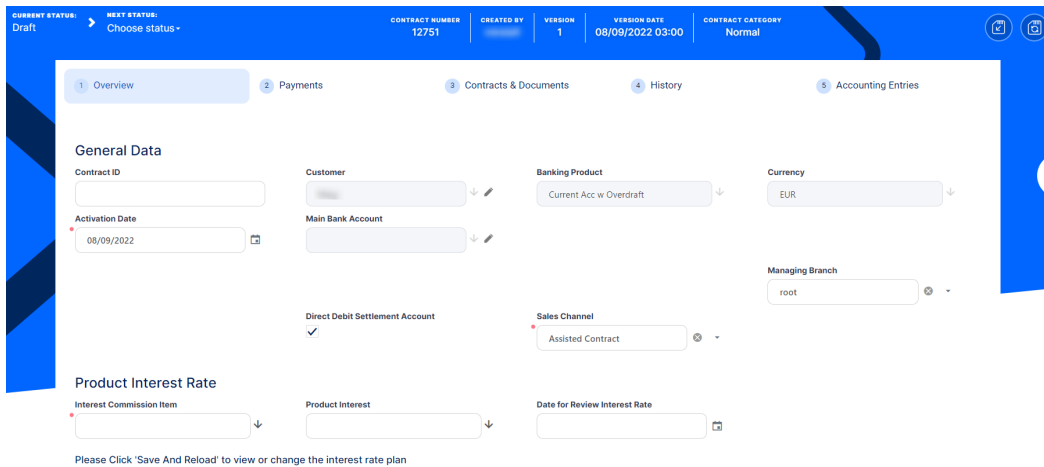 CURRENT STATUS:
Draft
NEXT STATUS:
Choose status
CONTRACT NUMBER
12751
CREATED BY
VERSION
1
VERSION DATE
08/09/2022 03:00
CONTRACT CATEGORY
Normal
1 Overview
2 Payments
3 Contracts & Documents
4 History
5 Accounting Entries
General Data
Contract ID
Customer
Banking Product
Current Acc w Overdraft
Currency
EUR
Activation Date
08/09/2022
Main Bank Account
Managing Branch
root
Direct Debit Settlement Account
Sales Channel
Assisted Contract
Product Interest Rate
Interest Commission Item
Product Interest
Date for Review Interest Rate
Please Click 'Save And Reload' to view or change the interest rate plan